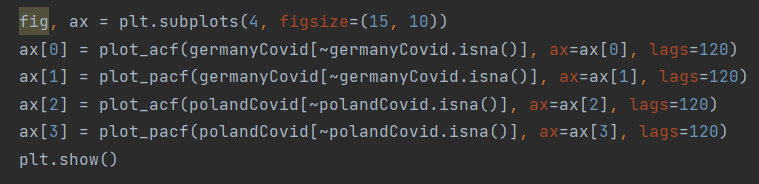 fig, ax = plt.subplots(4, figsize=(15, 10))
ax[0] = plot_acf(germanyCovid[~germanyCovid.isna()], ax=ax[0], lags=120)
ax[1] = plot_pacf(germanyCovid[~germanyCovid.isna()], ax=ax[1], lags=120)
ax[2] = plot_acf(polandCovid[~polandCovid.isna()], ax=ax[2], lags=120)
ax[3] = plot_pacf(polandCovid[~polandCovid.isna()], ax=ax[3], lags=120)
plt.show()